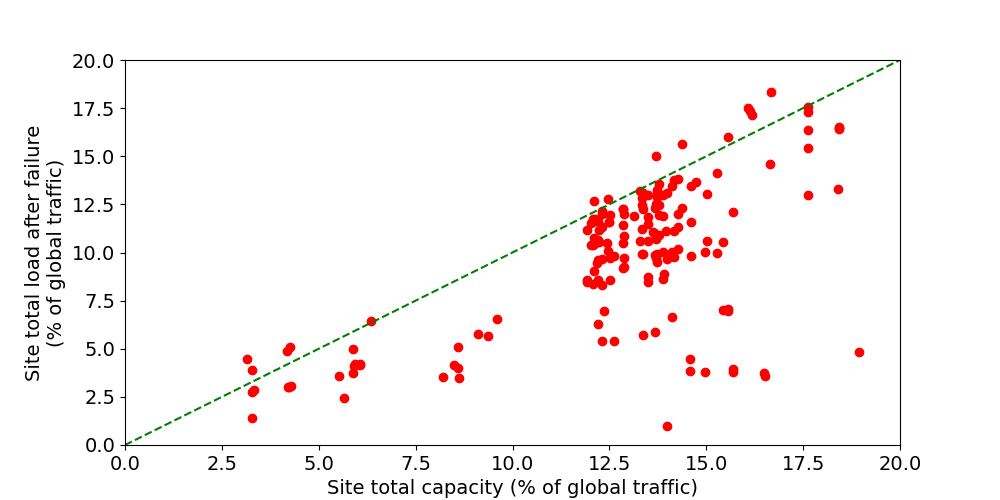 20.0
17.5
15.0
12.5
10.0
7.5
5.0
2.5
0.0
Site total load after failure
(% of global traffic)
0.0 2.5 5.0 7.5 10.0 12.5 15.0 17.5 20.0
Site total capacity (% of global traffic)